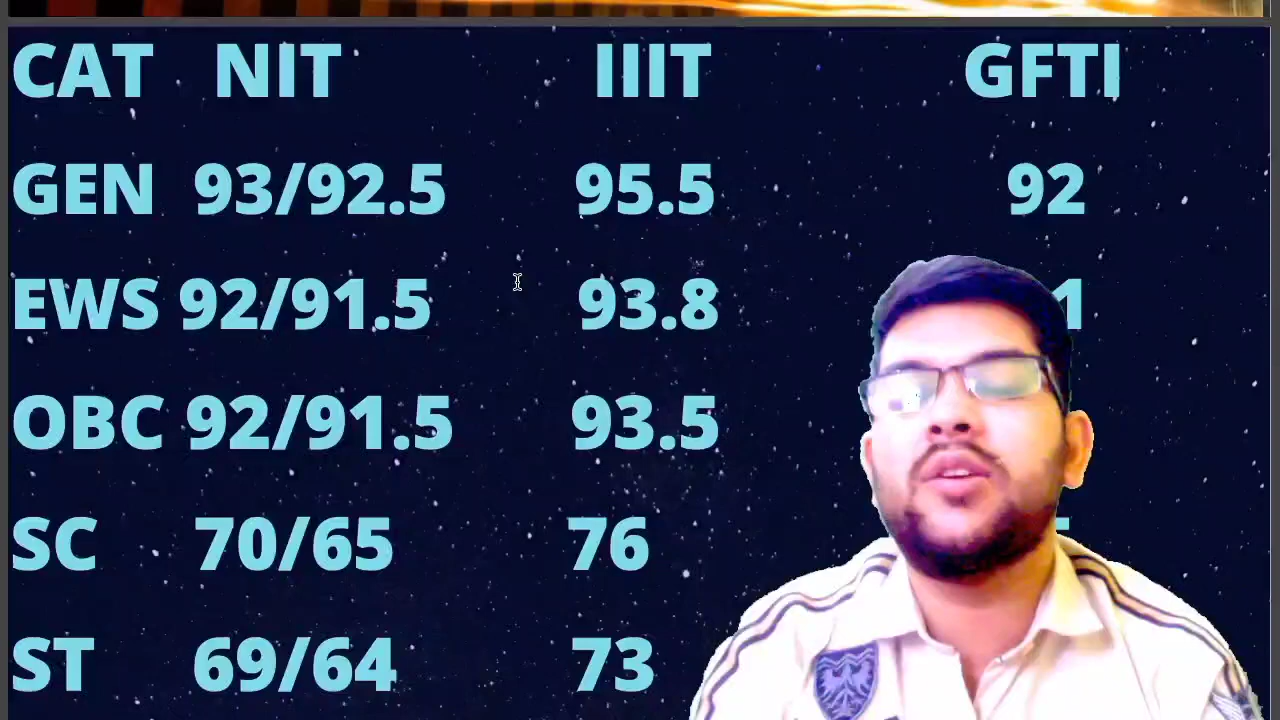 CAT NIT IIIT GFTI
GEN 93/92.5 95.5 92
EWS 92/91.5 93.8
OBC 92/91.5 93.5
SC 70/65 76
ST 69/64 73